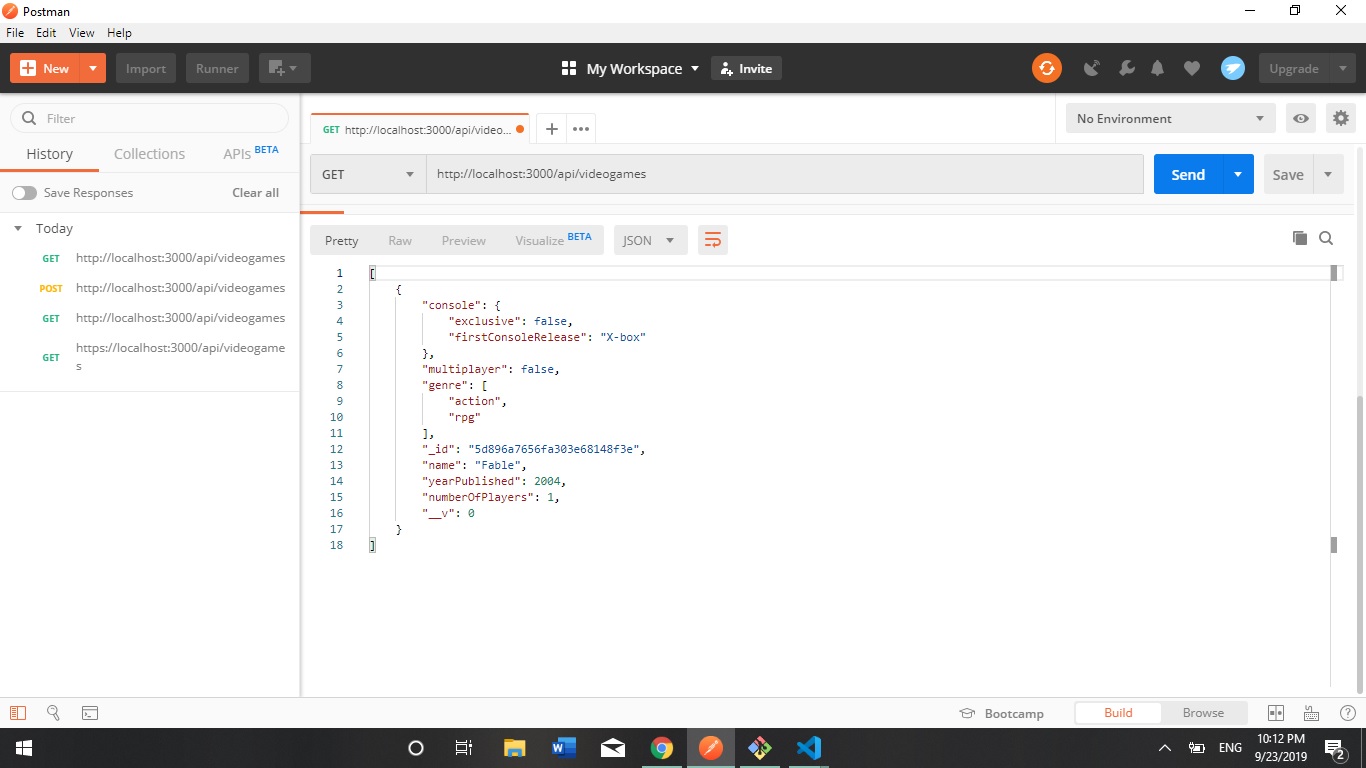 Postman
File Edit View Help
New Import Runner My Workspace Invite Upgrade
Filter
History Collections APIs BETA
Save Responses Clear all
Today
GET http://localhost:3000/api/videogames
POST http://localhost:3000/api/videogames
GET http://localhost:3000/api/videogames
GET https://localhost:3000/api/videogame
s
GET http://localhost:3000/api/video... + ••• No Environment
GET http://localhost:3000/api/videogames Send Save
Pretty Raw Preview Visualize BETA JSON
1 [
2 {
3 "console": {
4 "exclusive": false,
5 "firstConsoleRelease": "X-box"
6 },
7 "multiplayer": false,
8 "genre": [
9 "action",
10 "rpg"
11 ],
12 "_id": "5d896a7656fa303e68148f3e",
13 "name": "Fable",
14 "yearPublished": 2004,
15 "numberOfPlayers": 1,
16 "__v": 0
17 }
18 ]
Bootcamp Build Browse ?
ENG 10:12 PM
9/23/2019 2